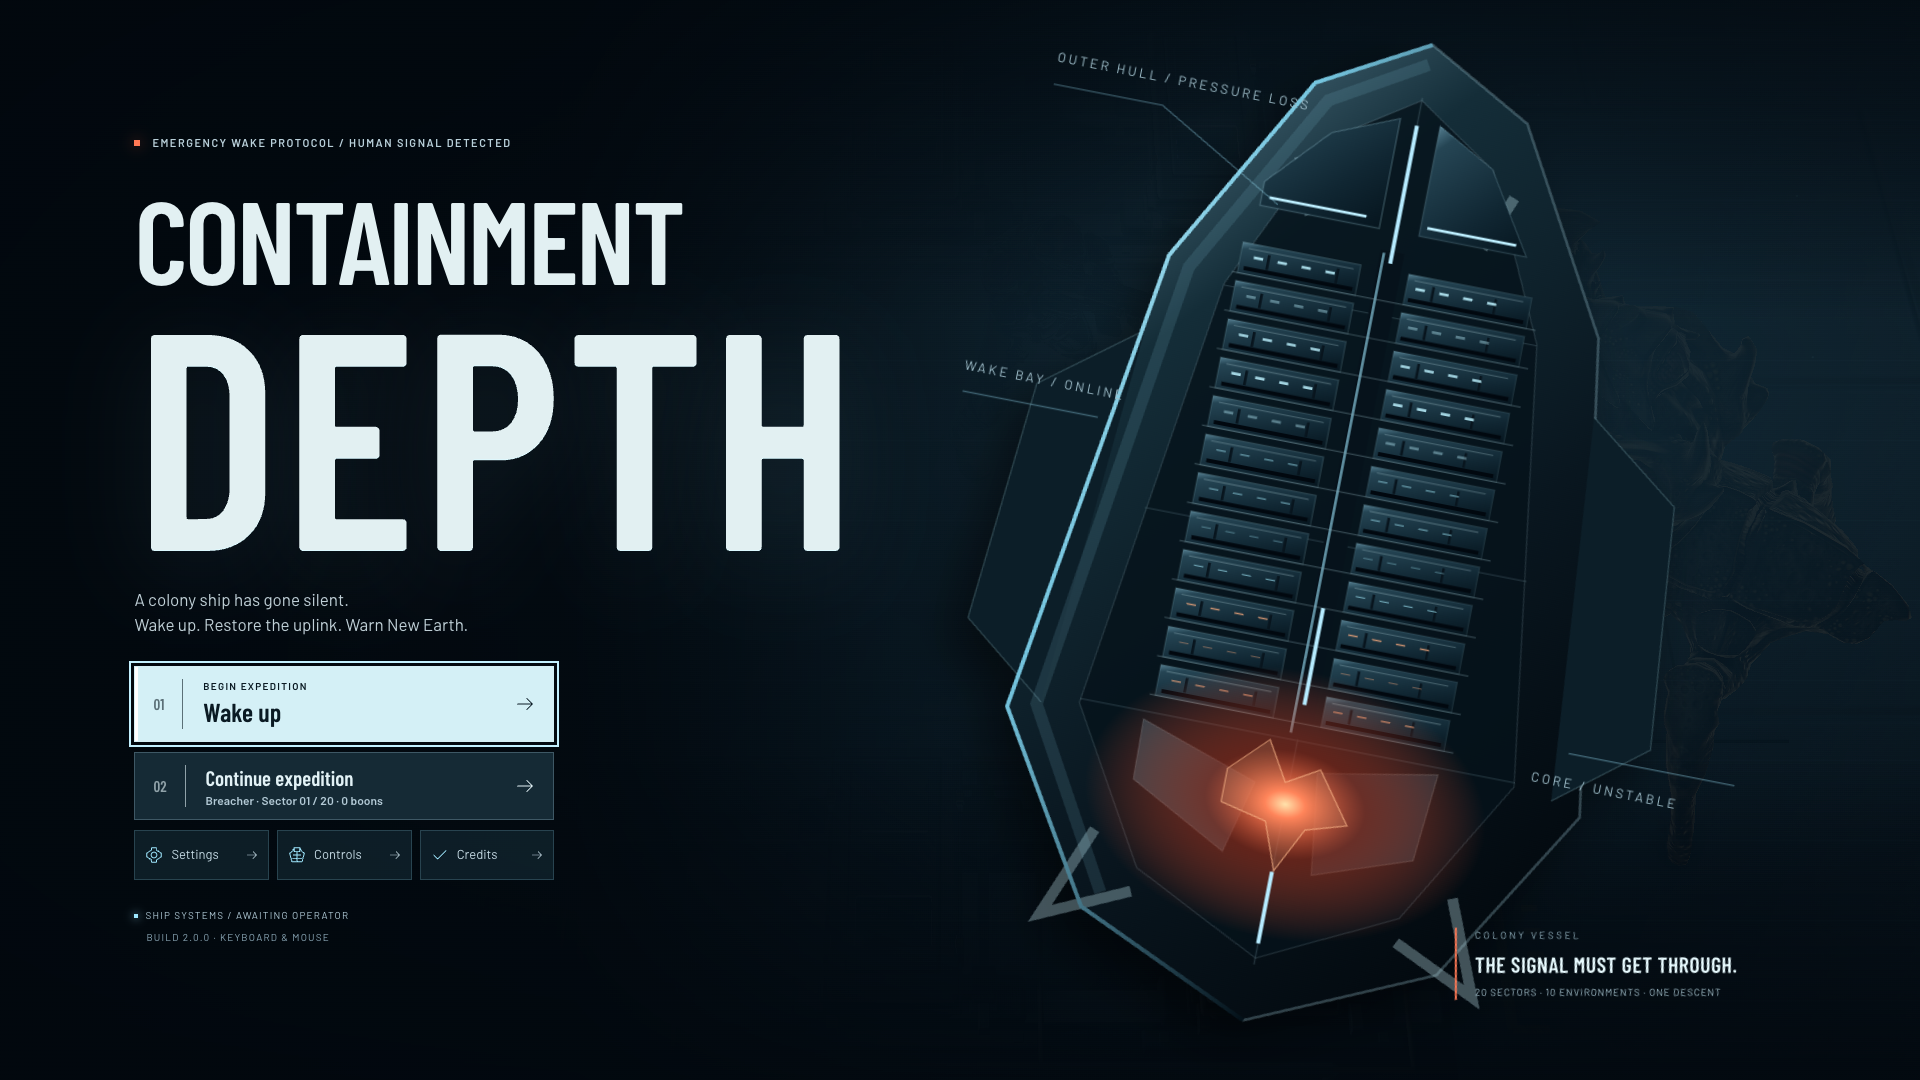 EMERGENCY WAKE PROTOCOL / HUMAN SIGNAL DETECTED
CONTAINMENT
DEPTH
A colony ship has gone silent.
Wake up. Restore the uplink. Warn New Earth.
01
BEGIN EXPEDITION
Wake up
02
Continue expedition
Breacher · Sector 01 / 20 · 0 boons
Settings
Controls
Credits
SHIP SYSTEMS / AWAITING OPERATOR
BUILD 2.0.0 · KEYBOARD & MOUSE
OUTER HULL / PRESSURE LOSS
WAKE BAY / ONLINE
CORE / UNSTABLE
COLONY VESSEL
THE SIGNAL MUST GET THROUGH.
20 SECTORS · 10 ENVIRONMENTS · ONE DESCENT